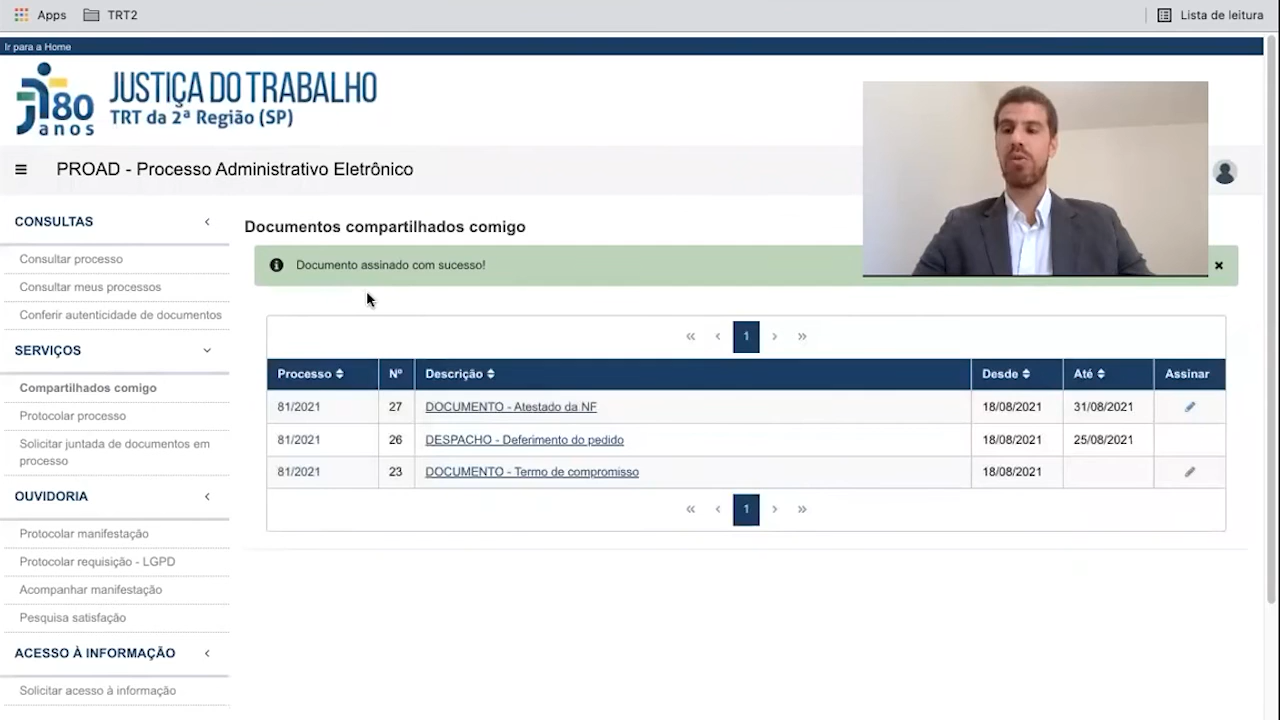 Apps TRT2 Lista de leitura
Ir para a Home
80 anos
JUSTIÇA DO TRABALHO
TRT da 2ª Região (SP)
PROAD - Processo Administrativo Eletrônico
CONSULTAS
Consultar processo
Consultar meus processos
Conferir autenticidade de documentos
SERVIÇOS
Compartilhados comigo
Protocolar processo
Solicitar juntada de documentos em
processo
OUVIDORIA
Protocolar manifestação
Protocolar requisição - LGPD
Acompanhar manifestação
Pesquisa satisfação
ACESSO À INFORMAÇÃO
Solicitar acesso à informação
Documentos compartilhados comigo
Documento assinado com sucesso!
« ‹ 1 › »
Processo Nº Descrição Desde Até Assinar
81/2021 27 DOCUMENTO - Atestado da NF 18/08/2021 31/08/2021
81/2021 26 DESPACHO - Deferimento do pedido 18/08/2021 25/08/2021
81/2021 23 DOCUMENTO - Termo de compromisso 18/08/2021
« ‹ 1 › »